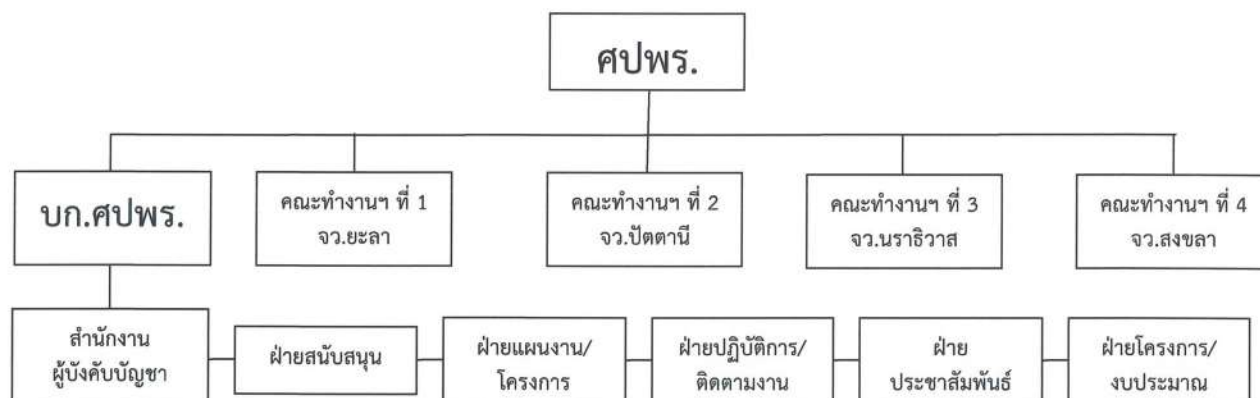 ศปพร.
บก.ศปพร.
คณะทำงานฯ ที่ 1
จว.ยะลา
คณะทำงานฯ ที่ 2
จว.ปัตตานี
คณะทำงานฯ ที่ 3
จว.นราธิวาส
คณะทำงานฯ ที่ 4
จว.สงขลา
สำนักงาน
ผู้บังคับบัญชา
ฝ่ายสนับสนุน
ฝ่ายแผนงาน/
โครงการ
ฝ่ายปฏิบัติการ/
ติดตามงาน
ฝ่าย
ประชาสัมพันธ์
ฝ่ายโครงการ/
งบประมาณ